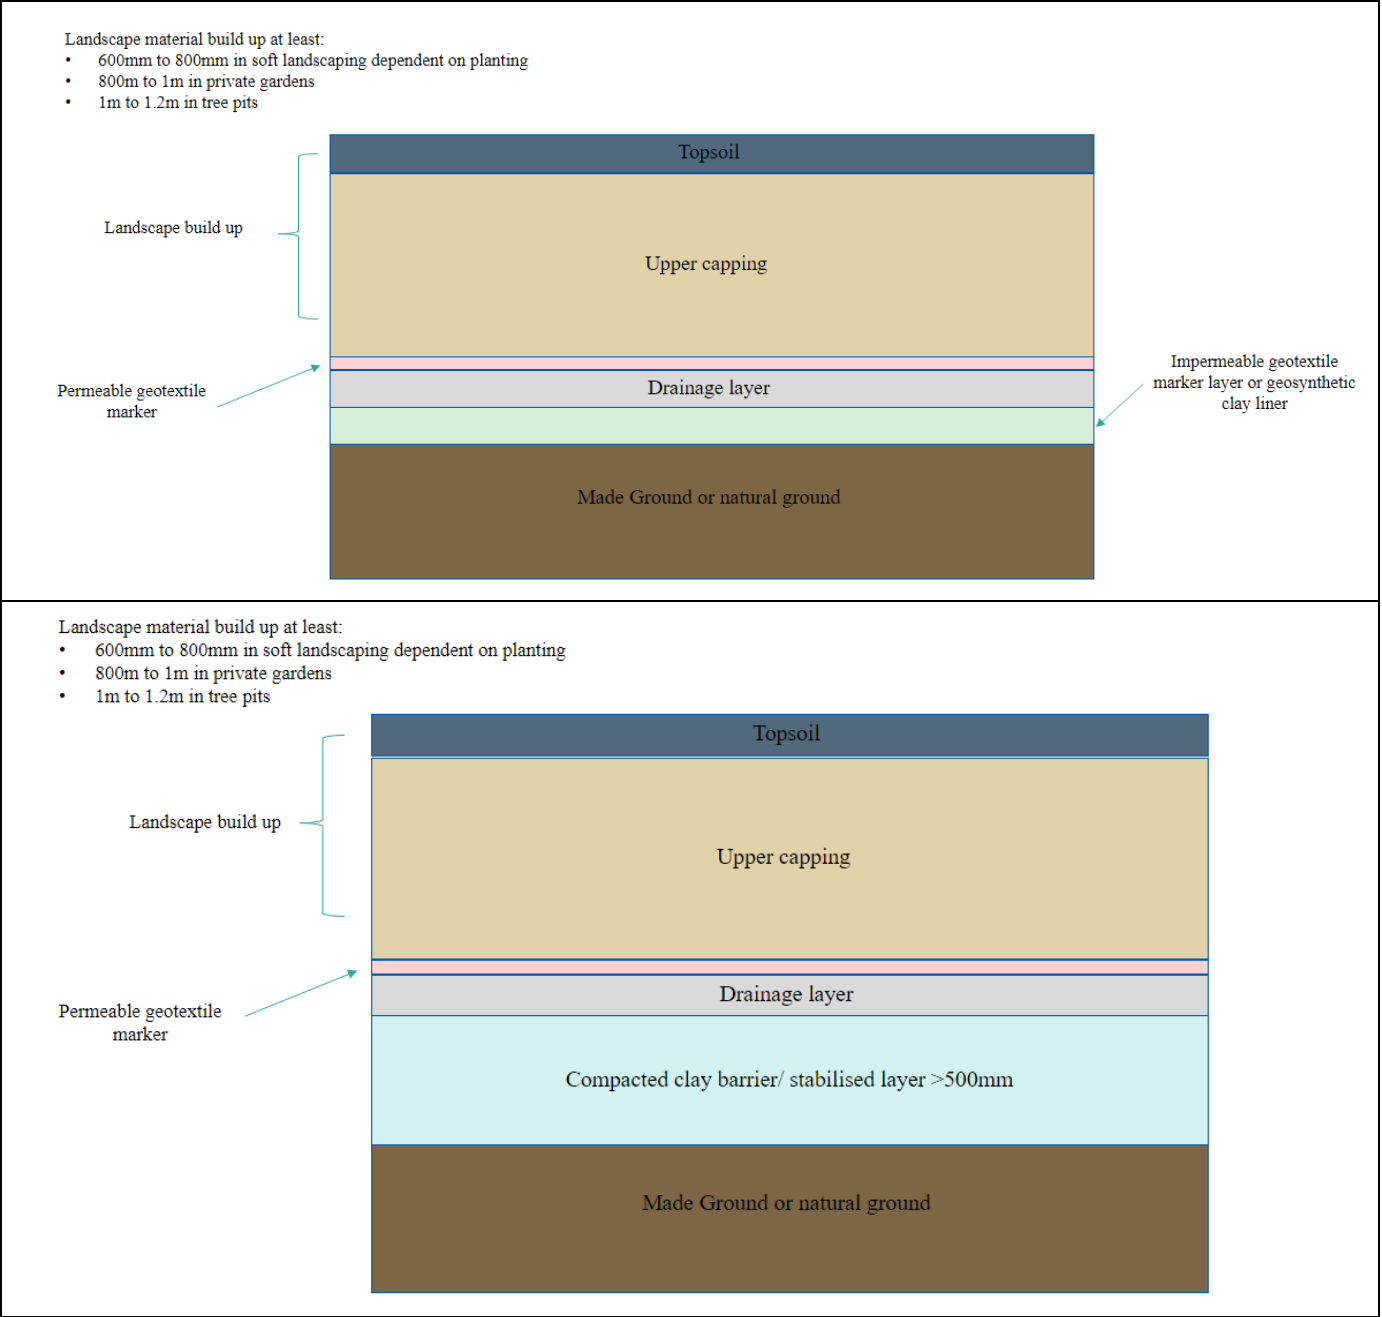 Landscape material build up at least:
• 600mm to 800mm in soft landscaping dependent on planting
• 800m to 1m in private gardens
• 1m to 1.2m in tree pits
Topsoil
Landscape build up
Upper capping
Permeable geotextile
marker
Drainage layer
Impermeable geotextile
marker layer or geosynthetic
clay liner
Made Ground or natural ground
Landscape material build up at least:
• 600mm to 800mm in soft landscaping dependent on planting
• 800m to 1m in private gardens
• 1m to 1.2m in tree pits
Topsoil
Landscape build up
Upper capping
Permeable geotextile
marker
Drainage layer
Compacted clay barrier/ stabilised layer >500mm
Made Ground or natural ground